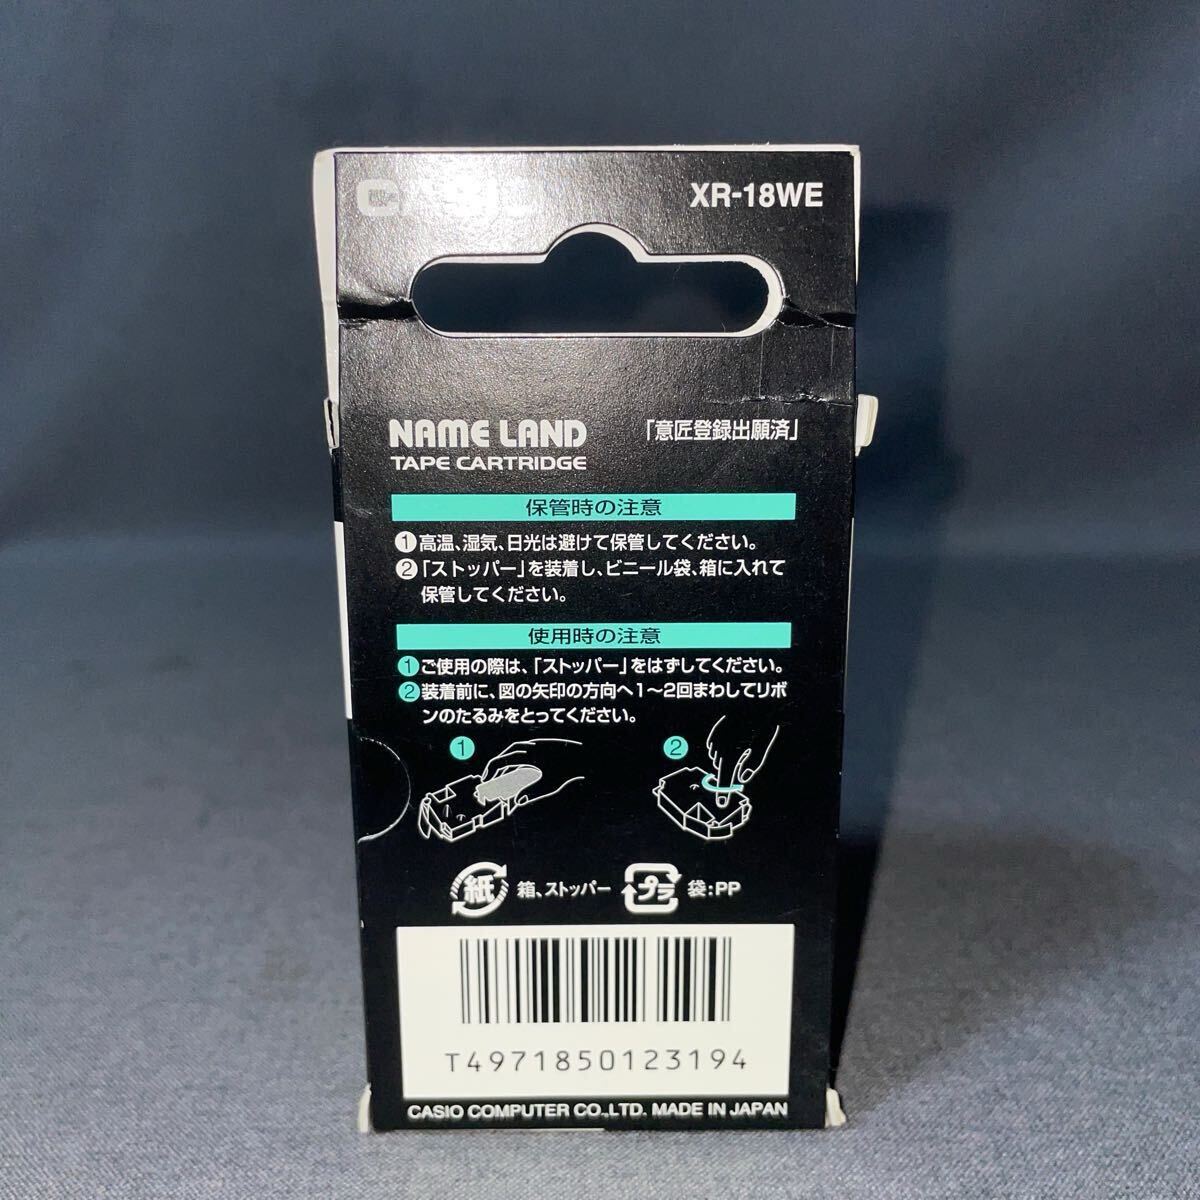 CASIO
XR-18WE
NAME LAND
TAPE CARTRIDGE
「意匠登録出願済」
保管時の注意
1 高温、湿気、日光は避けて保管してください。
2 「ストッパー」を装着し、ビニール袋、箱に入れて
保管してください。
使用時の注意
1 ご使用の際は、「ストッパー」をはずしてください。
2 装着前に、図の矢印の方向へ1〜2回まわしてリボ
ンのたるみをとってください。
1
2
紙 箱、ストッパー プラ 袋:PP
T4971850123194
CASIO COMPUTER CO.,LTD. MADE IN JAPAN